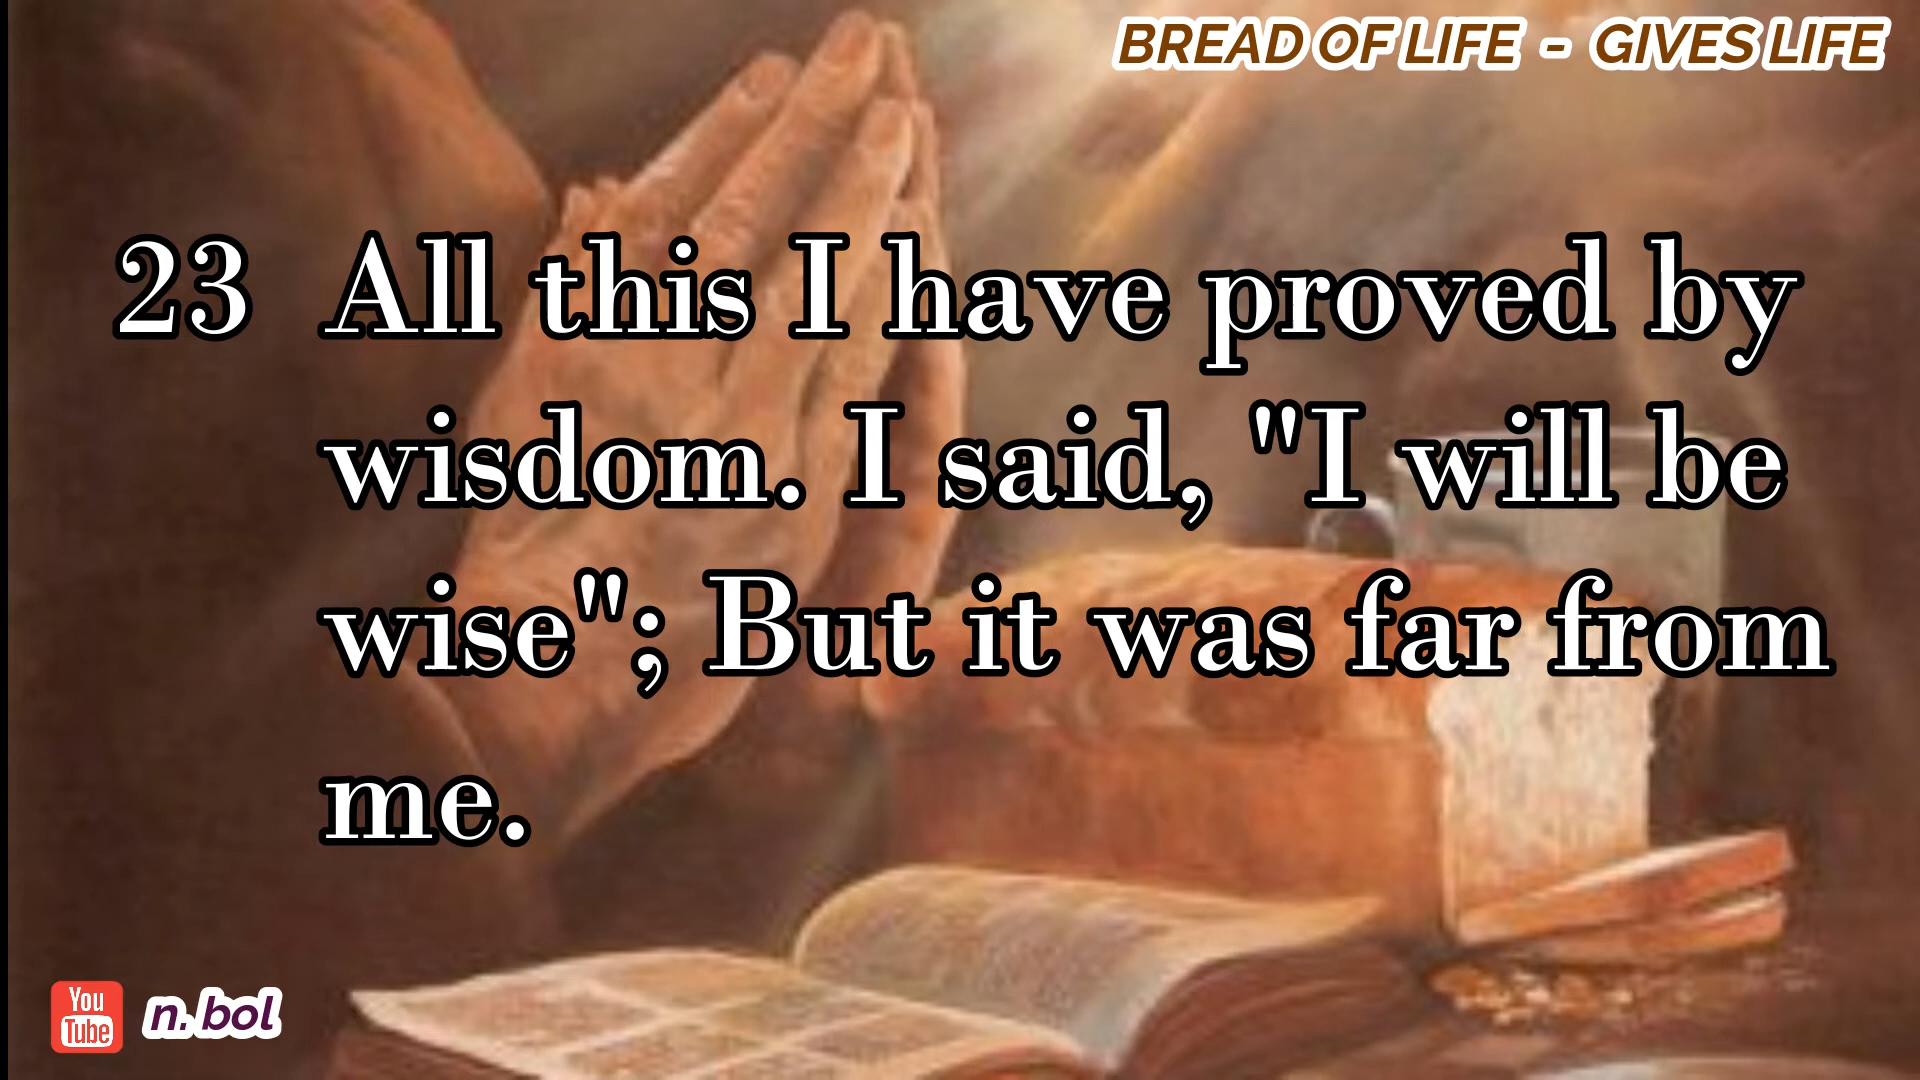 BREAD OF LIFE - GIVES LIFE
23 All this I have proved by
wisdom. I said, "I will be
wise"; But it was far from
me.
You
Tube
n.bol